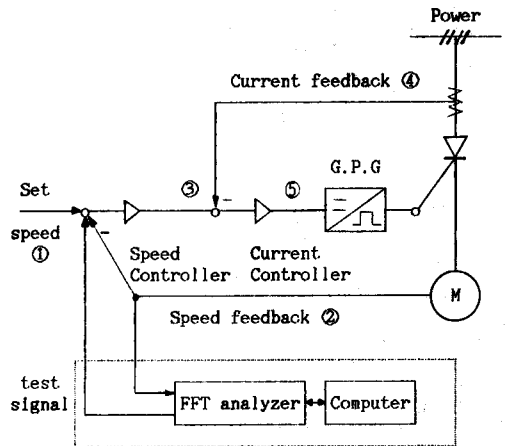 Power
Current feedback ④
G.P.G
Set
speed
①
③
⑤
Speed
Controller
Current
Controller
M
Speed feedback ②
test
signal
FFT analyzer
Computer